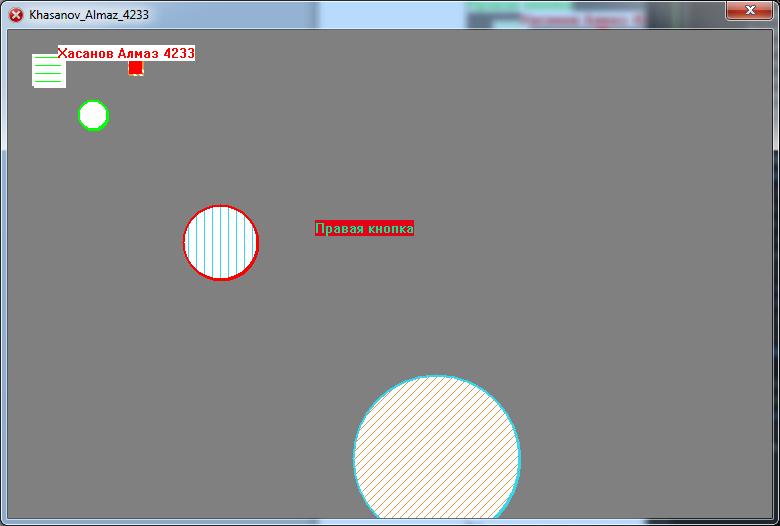 Khasanov_Almaz_4233
Хасанов Алмаз 4233
Правая кнопка